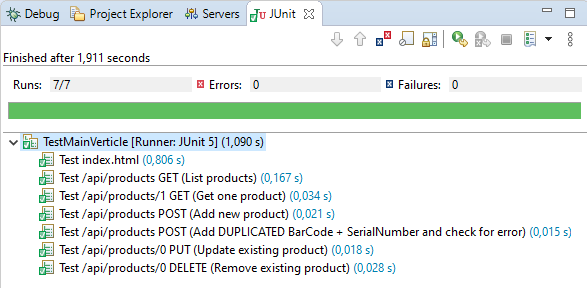 Debug Project Explorer Servers JUnit
Finished after 1,911 seconds
Runs: 7/7 Errors: 0 Failures: 0
TestMainVerticle [Runner: JUnit 5] (1,090 s)
Test index.html (0,806 s)
Test /api/products GET (List products) (0,167 s)
Test /api/products/1 GET (Get one product) (0,034 s)
Test /api/products POST (Add new product) (0,021 s)
Test /api/products POST (Add DUPLICATED BarCode + SerialNumber and check for error) (0,015 s)
Test /api/products/0 PUT (Update existing product) (0,018 s)
Test /api/products/0 DELETE (Remove existing product) (0,028 s)